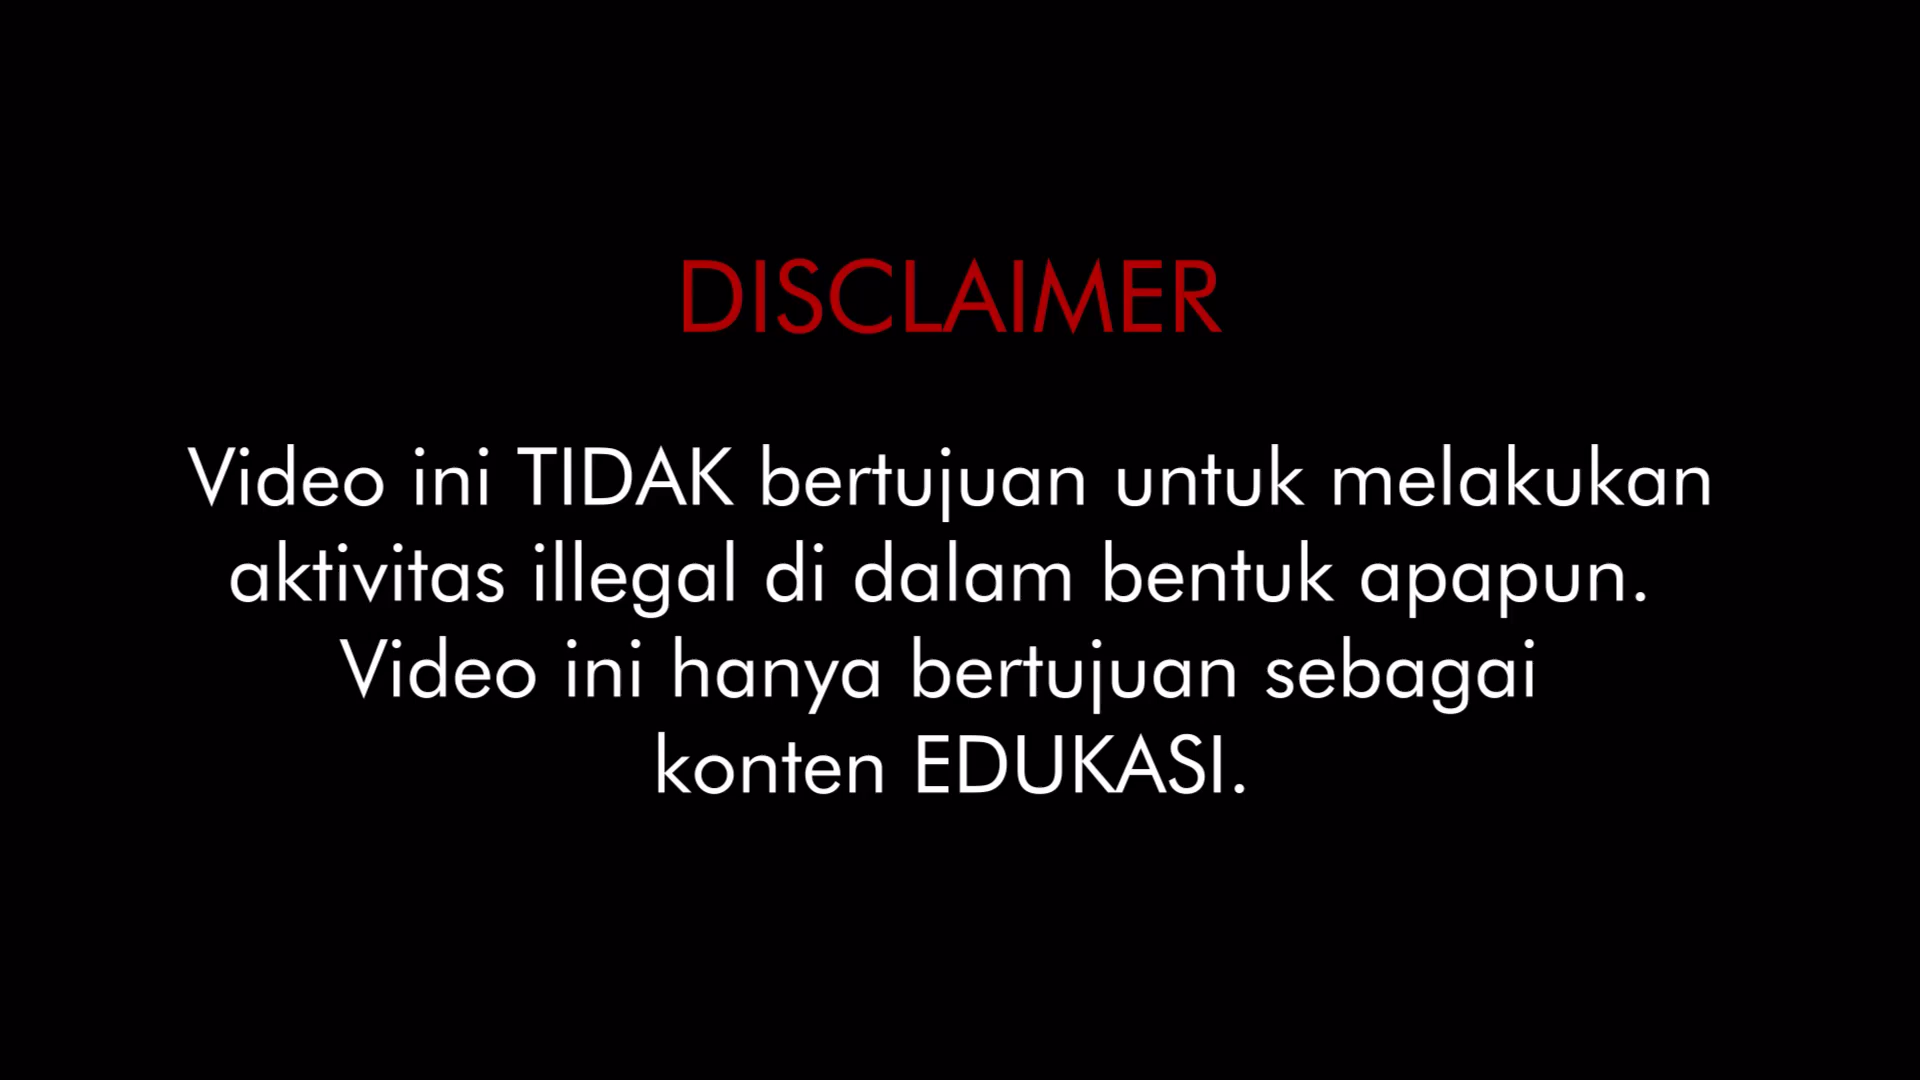 DISCLAIMER
Video ini TIDAK bertujuan untuk melakukan
aktivitas illegal di dalam bentuk apapun.
Video ini hanya bertujuan sebagai
konten EDUKASI.